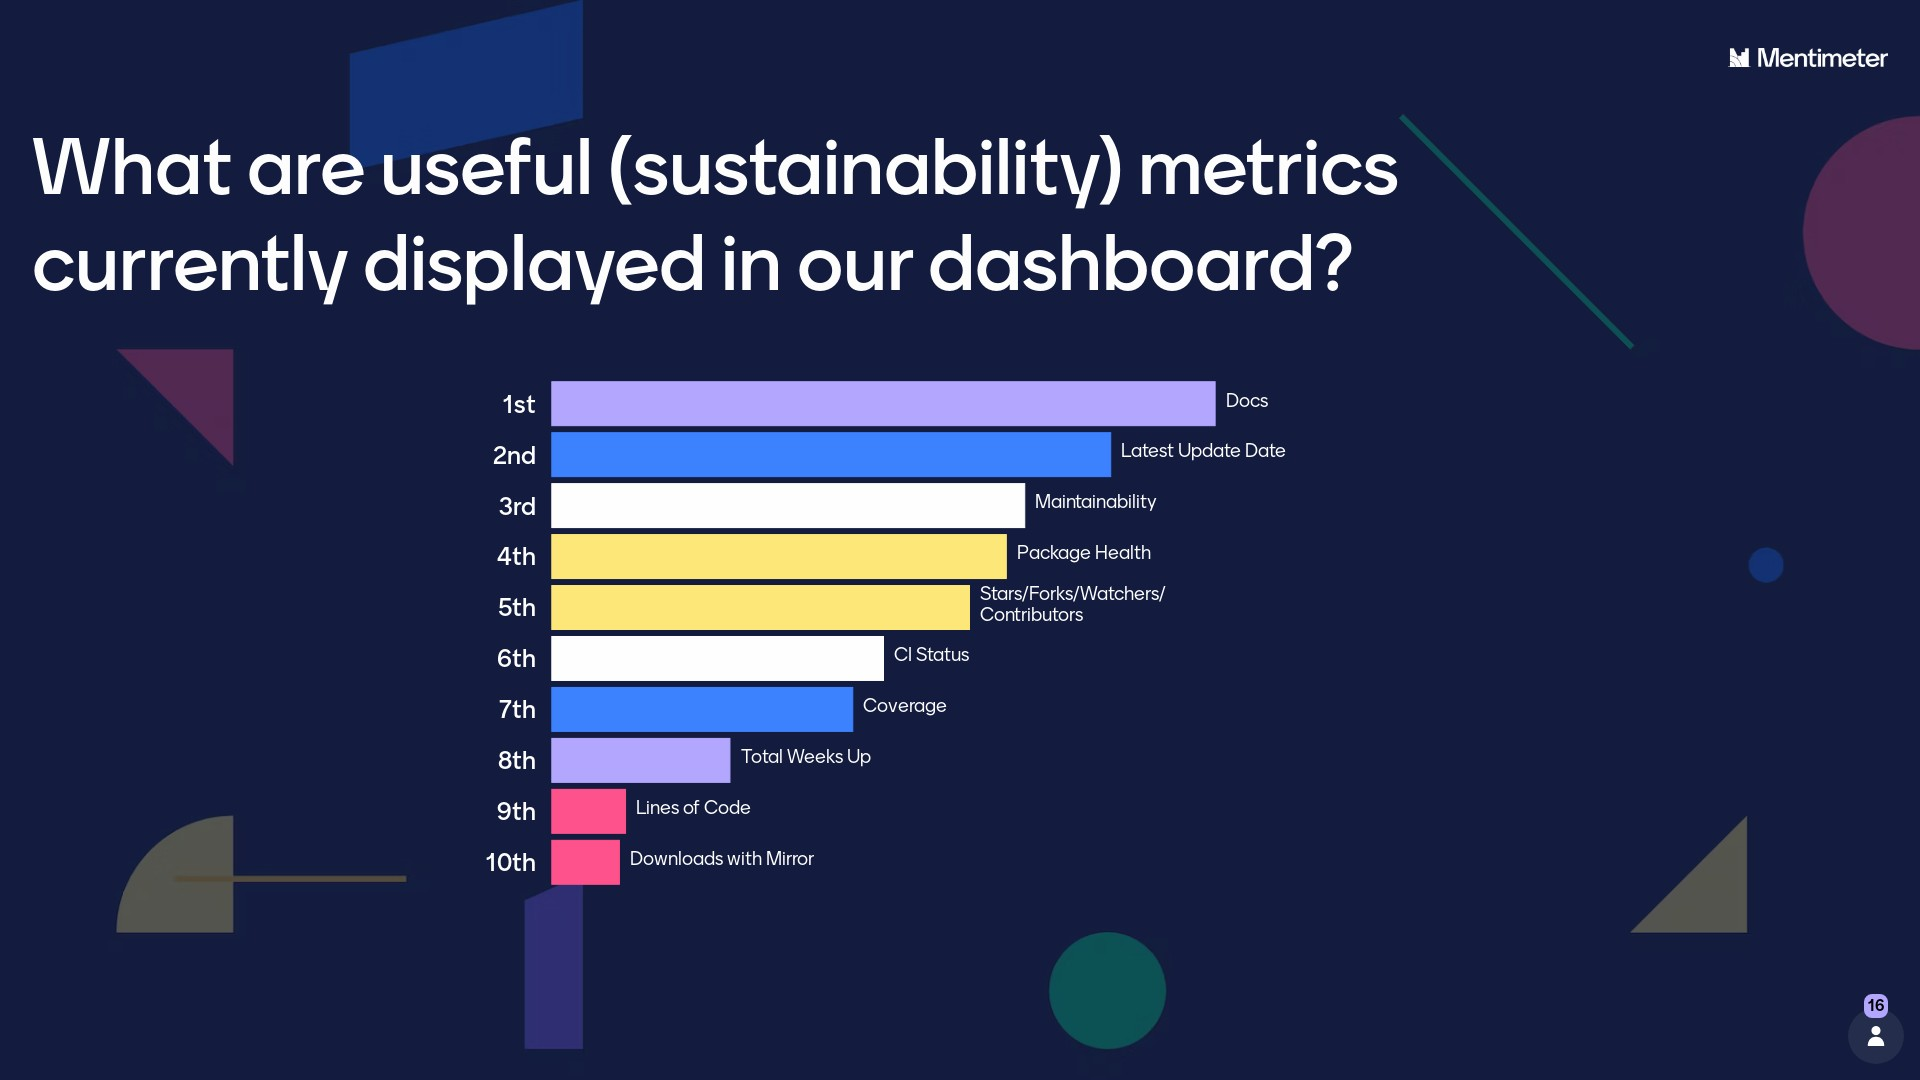 Mentimeter
What are useful (sustainability) metrics
currently displayed in our dashboard?
1st Docs
2nd Latest Update Date
3rd Maintainability
4th Package Health
5th Stars/Forks/Watchers/
Contributors
6th CI Status
7th Coverage
8th Total Weeks Up
9th Lines of Code
10th Downloads with Mirror
16